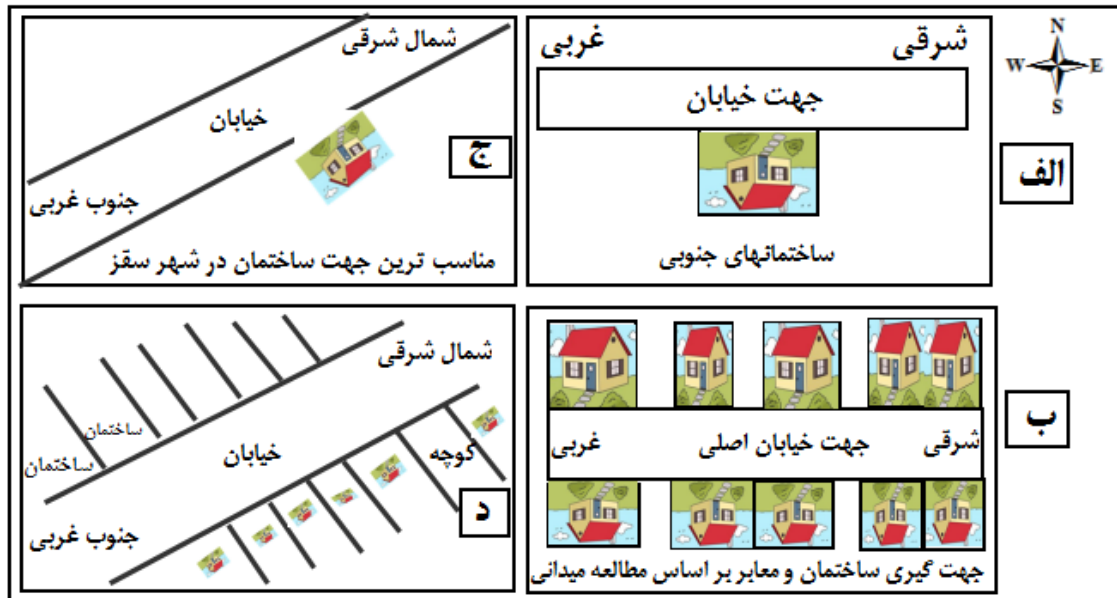 N
W E
S
شرقی غربی
جهت خیابان
ساختمانهای جنوبی
الف
شمال شرقی
خیابان
ج
جنوب غربی
مناسب ترین جهت ساختمان در شهر سقز
شرقی جهت خیابان اصلی غربی
جهت گیری ساختمان و معابر بر اساس مطالعه میدانی
ب
شمال شرقی
ساختمان
ساختمان
خیابان
کوچه
جنوب غربی
د